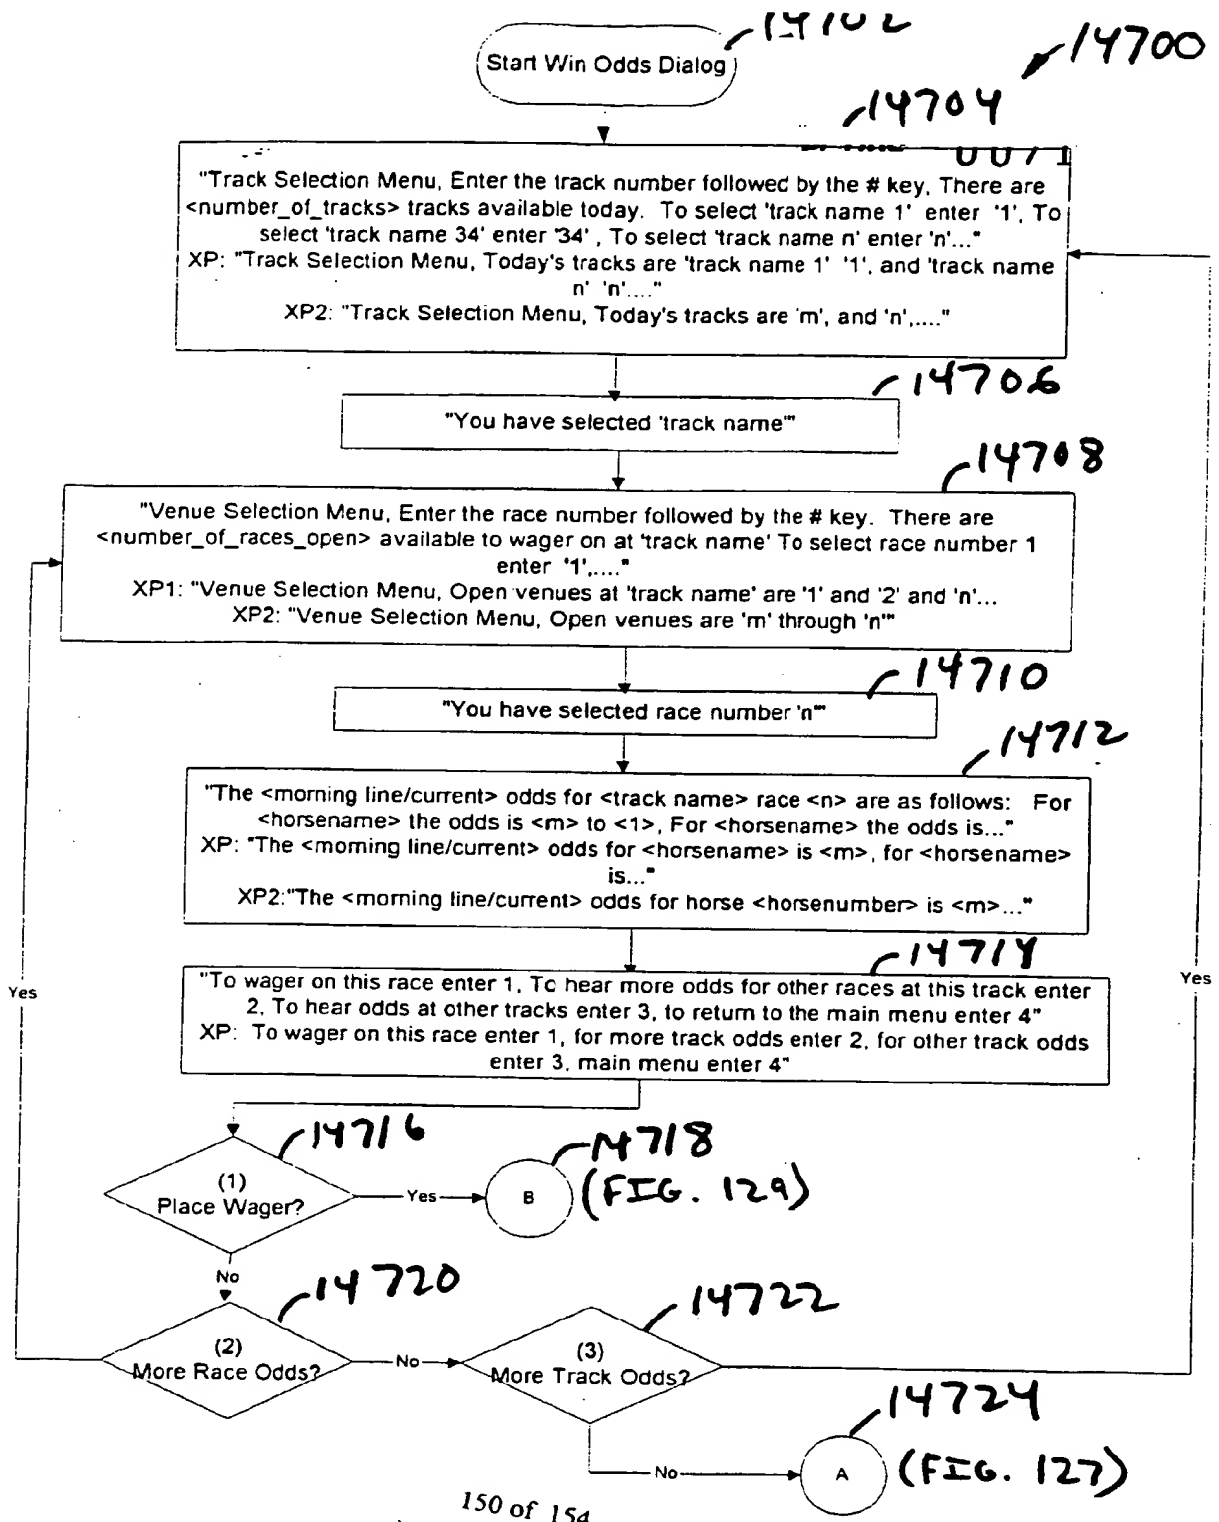 14702
Start Win Odds Dialog
14700
14704
0071
"Track Selection Menu, Enter the track number followed by the # key, There are
<number_of_tracks> tracks available today. To select 'track name 1' enter '1', To
select 'track name 34' enter '34' , To select 'track name n' enter 'n'..."
XP: "Track Selection Menu, Today's tracks are 'track name 1' '1', and 'track name
n' 'n'...."
XP2: "Track Selection Menu, Today's tracks are 'm', and 'n',...."
14706
"You have selected 'track name'"
14708
"Venue Selection Menu, Enter the race number followed by the # key. There are
<number_of_races_open> available to wager on at 'track name' To select race number 1
enter '1',...."
XP1: "Venue Selection Menu, Open venues at 'track name' are '1' and '2' and 'n'...
XP2: "Venue Selection Menu, Open venues are 'm' through 'n'"
14710
"You have selected race number 'n'"
14712
"The <morning line/current> odds for <track name> race <n> are as follows: For
<horsename> the odds is <m> to <1>, For <horsename> the odds is..."
XP: "The <morning line/current> odds for <horsename> is <m>, for <horsename>
is..."
XP2:"The <morning line/current> odds for horse <horsenumber> is <m>..."
14714
"To wager on this race enter 1, To hear more odds for other races at this track enter
2, To hear odds at other tracks enter 3, to return to the main menu enter 4"
XP: To wager on this race enter 1, for more track odds enter 2, for other track odds
enter 3, main menu enter 4"
Yes
Yes
14716
(1)
Place Wager?
Yes
14718
B
(FIG. 129)
No
14720
(2)
More Race Odds?
No
14722
(3)
More Track Odds?
14724
No
A
(FIG. 127)
150 of 154